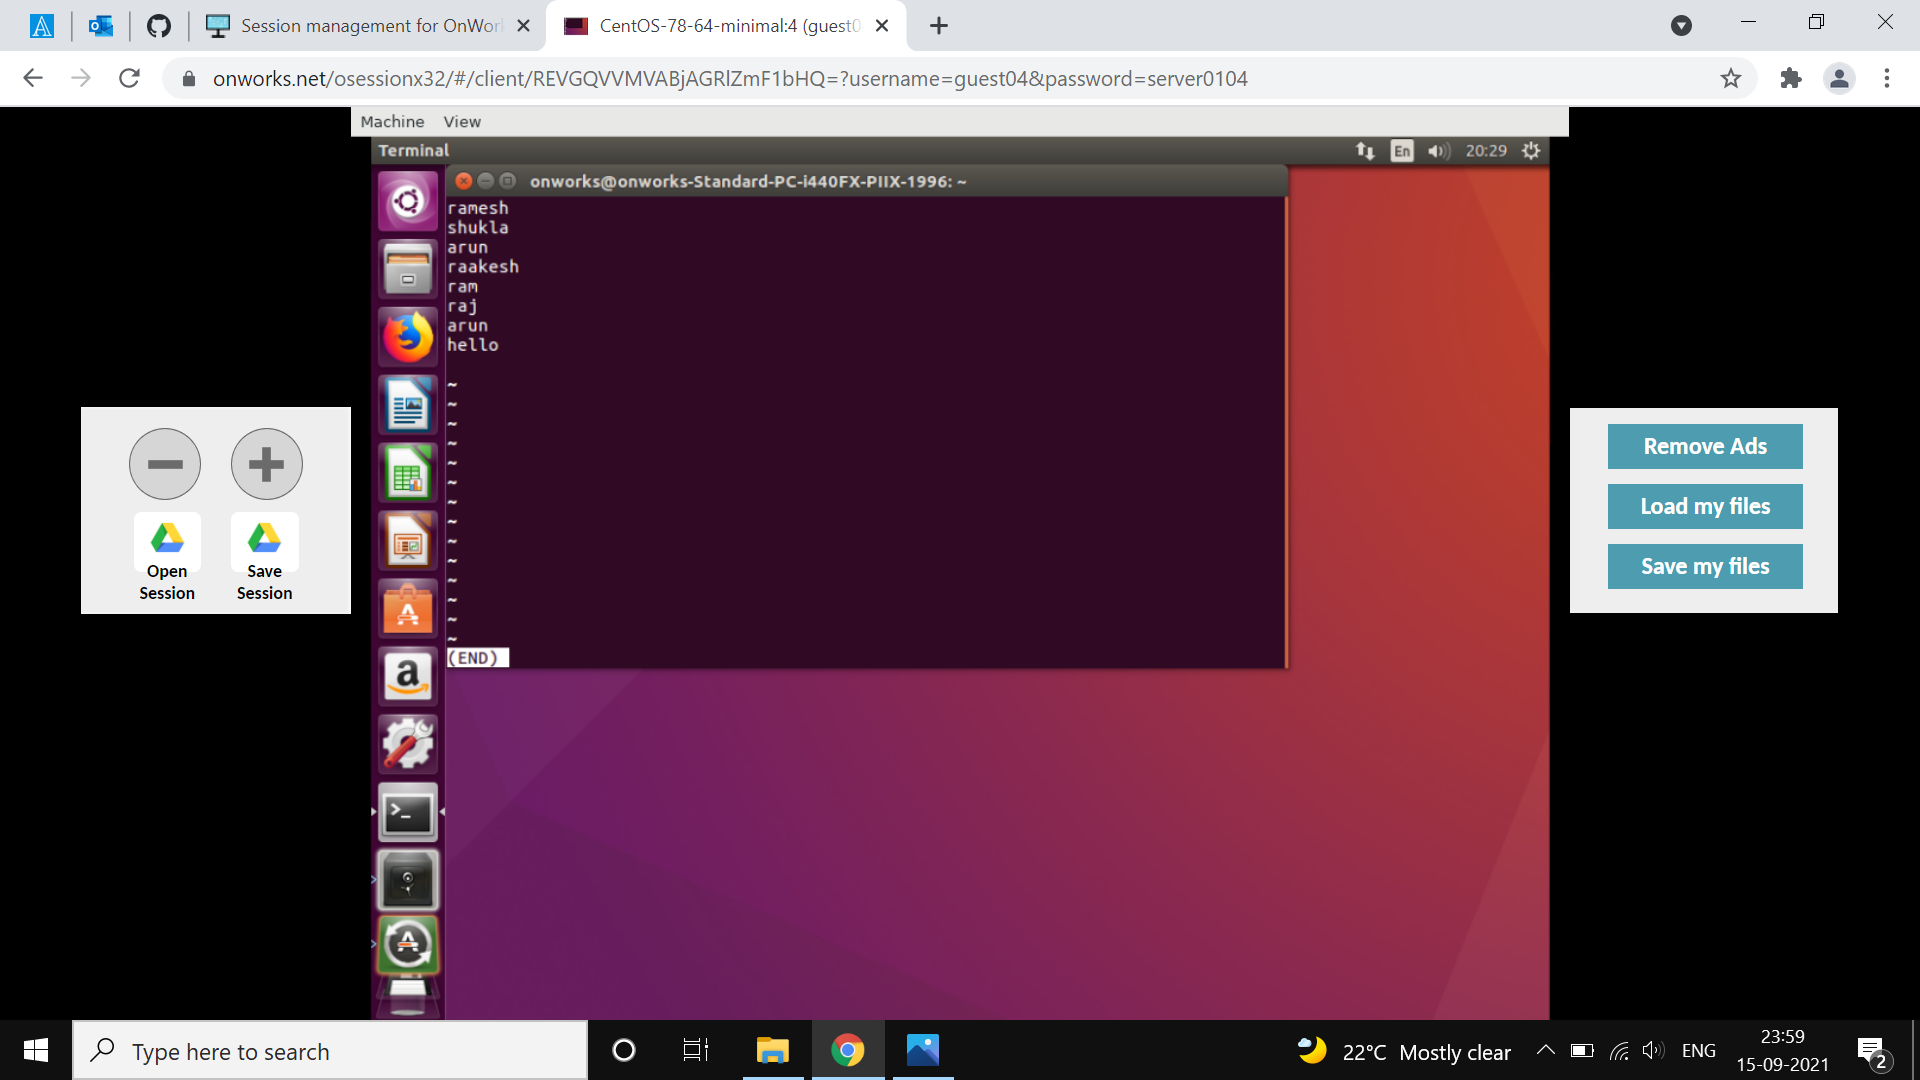 Session management for OnWor
CentOS-78-64-minimal:4 (guest0
onworks.net/osessionx32/#/client/REVGQVVMVABjAGRlZmF1bHQ=?username=guest04&password=server0104
Machine View
Terminal
En
20:29
onworks@onworks-Standard-PC-i440FX-PIIX-1996: ~
ramesh
shukla
arun
raakesh
ram
raj
arun
hello
~
~
~
~
~
~
~
~
~
~
~
~
~
~
(END)
Open Session
Save Session
Remove Ads
Load my files
Save my files
Type here to search
22°C Mostly clear
ENG
23:59
15-09-2021
2